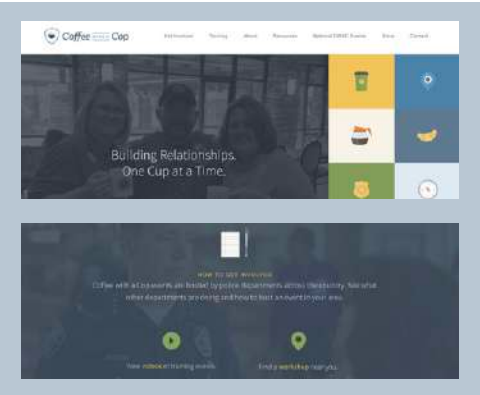 Coffee WITH A Cop
Get Involved Training About Resources National CWAC Events Store Contact
Building Relationships.
One Cup at a Time.
HOW TO GET INVOLVED
Coffee with a Cop events are hosted by police departments across the country. See what
other departments are doing and how to host an event in your area.
View videos of training events.
Find a workshop near you.